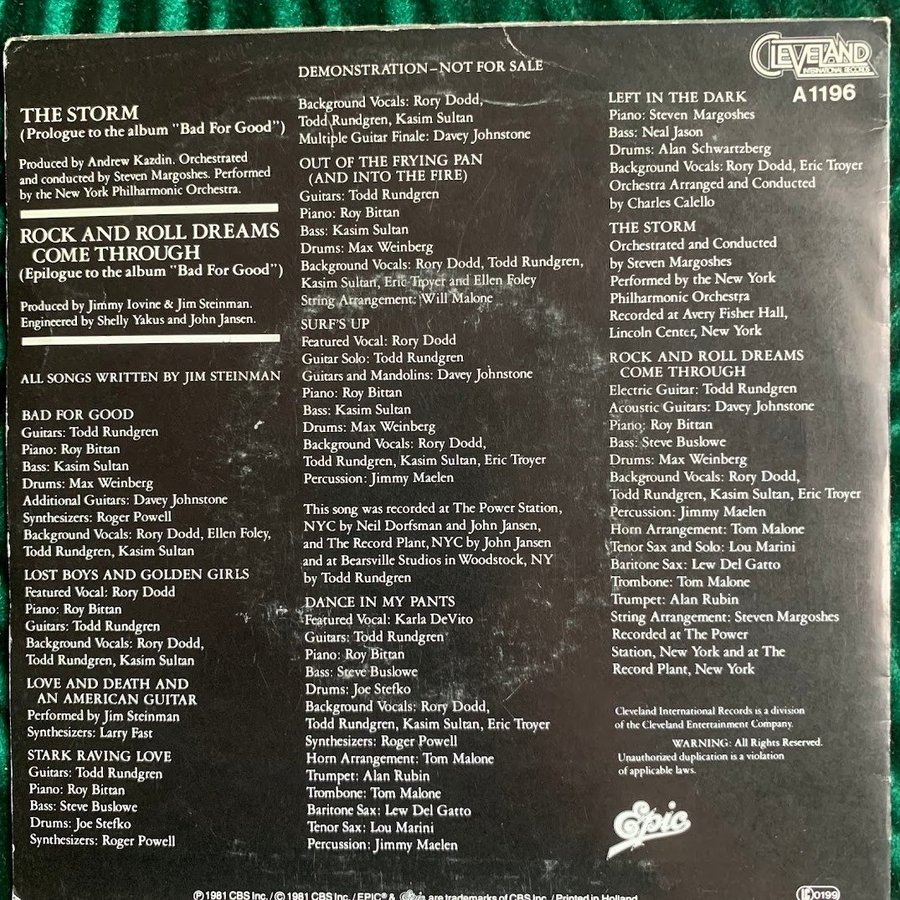 THE STORM
(Prologue to the album "Bad For Good")
Produced by Andrew Kazdin. Orchestrated
and conducted by Steven Margoshes. Performed
by the New York Philharmonic Orchestra.
ROCK AND ROLL DREAMS
COME THROUGH
(Epilogue to the album "Bad For Good")
Produced by Jimmy Iovine & Jim Steinman.
Engineered by Shelly Yakus and John Jansen.
ALL SONGS WRITTEN BY JIM STEINMAN
BAD FOR GOOD
Guitars: Todd Rundgren
Piano: Roy Bittan
Bass: Kasim Sultan
Drums: Max Weinberg
Additional Guitars: Davey Johnstone
Synthesizers: Roger Powell
Background Vocals: Rory Dodd, Ellen Foley,
Todd Rundgren, Kasim Sultan
LOST BOYS AND GOLDEN GIRLS
Featured Vocal: Rory Dodd
Piano: Roy Bittan
Guitars: Todd Rundgren
Background Vocals: Rory Dodd,
Todd Rundgren, Kasim Sultan
LOVE AND DEATH AND
AN AMERICAN GUITAR
Performed by Jim Steinman
Synthesizers: Larry Fast
STARK RAVING LOVE
Guitars: Todd Rundgren
Piano: Roy Bittan
Bass: Steve Buslowe
Drums: Joe Stefko
Synthesizers: Roger Powell
DEMONSTRATION–NOT FOR SALE
Background Vocals: Rory Dodd,
Todd Rundgren, Kasim Sultan
Multiple Guitar Finale: Davey Johnstone
OUT OF THE FRYING PAN
(AND INTO THE FIRE)
Guitars: Todd Rundgren
Piano: Roy Bittan
Bass: Kasim Sultan
Drums: Max Weinberg
Background Vocals: Rory Dodd, Todd Rundgren,
Kasim Sultan, Eric Troyer and Ellen Foley
String Arrangement: Will Malone
SURF'S UP
Featured Vocal: Rory Dodd
Guitar Solo: Todd Rundgren
Guitars and Mandolins: Davey Johnstone
Piano: Roy Bittan
Bass: Kasim Sultan
Drums: Max Weinberg
Background Vocals: Rory Dodd,
Todd Rundgren, Kasim Sultan, Eric Troyer
Percussion: Jimmy Maelen
This song was recorded at The Power Station,
NYC by Neil Dorfsman and John Jansen,
and The Record Plant, NYC by John Jansen
and at Bearsville Studios in Woodstock, NY
by Todd Rundgren
DANCE IN MY PANTS
Featured Vocal: Karla DeVito
Guitars: Todd Rundgren
Piano: Roy Bittan
Bass: Steve Buslowe
Drums: Joe Stefko
Background Vocals: Rory Dodd,
Todd Rundgren, Kasim Sultan, Eric Troyer
Synthesizers: Roger Powell
Horn Arrangement: Tom Malone
Trumpet: Alan Rubin
Trombone: Tom Malone
Baritone Sax: Lew Del Gatto
Tenor Sax: Lou Marini
Percussion: Jimmy Maelen
CLEVELAND
INTERNATIONAL RECORDS
A1196
LEFT IN THE DARK
Piano: Steven Margoshes
Bass: Neal Jason
Drums: Alan Schwartzberg
Background Vocals: Rory Dodd, Eric Troyer
Orchestra Arranged and Conducted
by Charles Calello
THE STORM
Orchestrated and Conducted
by Steven Margoshes
Performed by the New York
Philharmonic Orchestra
Recorded at Avery Fisher Hall,
Lincoln Center, New York
ROCK AND ROLL DREAMS
COME THROUGH
Electric Guitar: Todd Rundgren
Acoustic Guitars: Davey Johnstone
Piano: Roy Bittan
Bass: Steve Buslowe
Drums: Max Weinberg
Background Vocals: Rory Dodd,
Todd Rundgren, Kasim Sultan, Eric Troyer
Percussion: Jimmy Maelen
Horn Arrangement: Tom Malone
Tenor Sax and Solo: Lou Marini
Baritone Sax: Lew Del Gatto
Trombone: Tom Malone
Trumpet: Alan Rubin
String Arrangement: Steven Margoshes
Recorded at The Power
Station, New York and at The
Record Plant, New York
Cleveland International Records is a division
of the Cleveland Entertainment Company.
WARNING: All Rights Reserved.
Unauthorized duplication is a violation
of applicable laws.
Epic
℗ 1981 CBS Inc. / © 1981 CBS Inc. / EPIC® & Epic are trademarks of CBS Inc. / Printed in Holland
0199